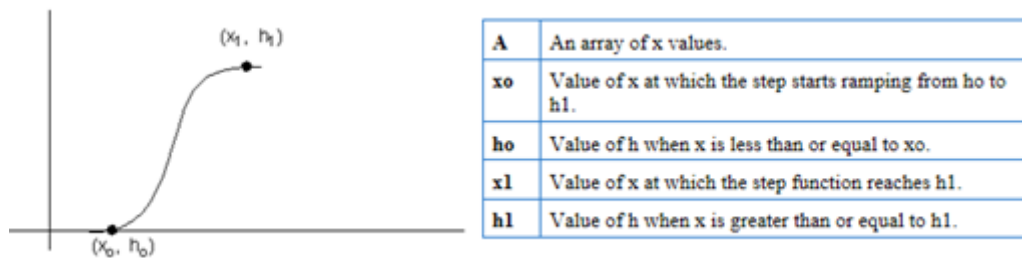 (x₁, h₁)
(x₀, h₀)
A An array of x values.
xo Value of x at which the step starts ramping from ho to
h1.
ho Value of h when x is less than or equal to xo.
x1 Value of x at which the step function reaches h1.
h1 Value of h when x is greater than or equal to h1.